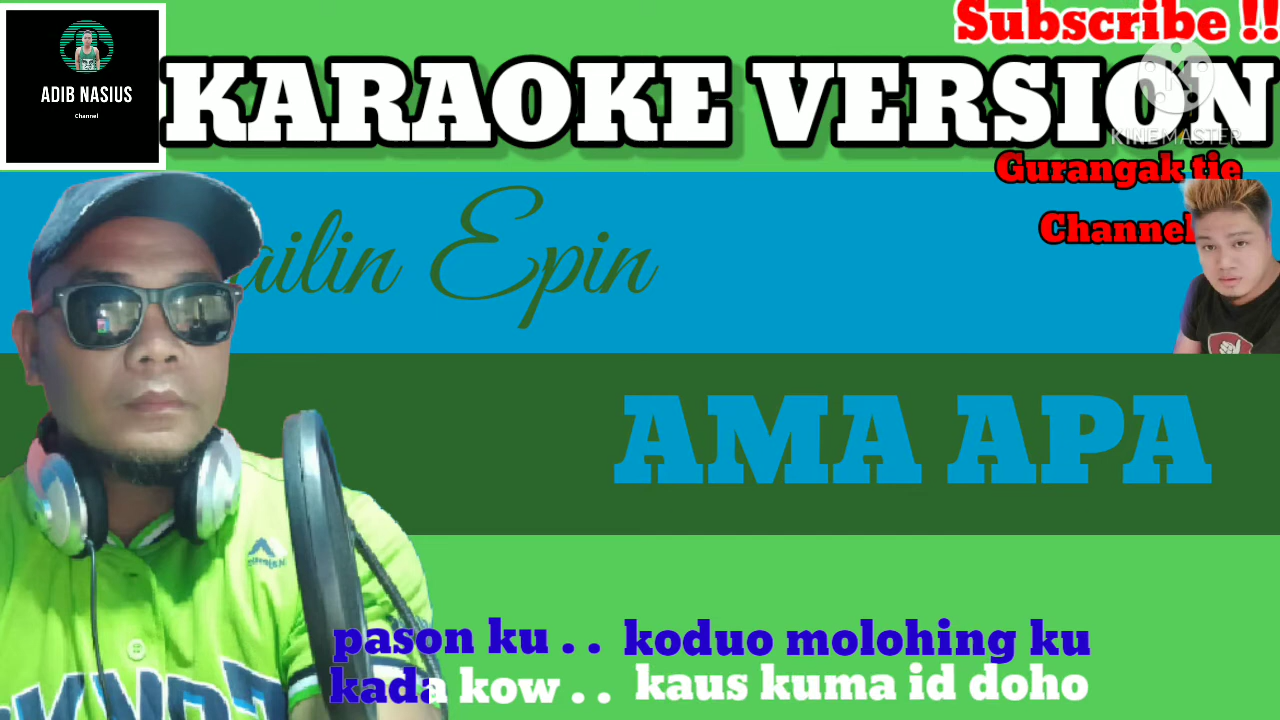 Subscribe !!
ADIB NASIUS
Channel
KARAOKE VERSION
KINEMASTER
Gurangak tie
Channel
Epin
AMA APA
pason ku . . koduo molohing ku
kada kow . . kaus kuma id doho